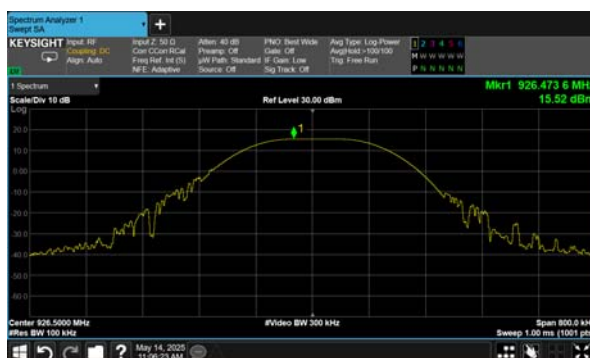 Spectrum Analyzer 1
Swept SA
+
KEYSIGHT
Input: RF
Coupling: DC
Align: Auto
Input Z: 50 Ω
Corr CCorr RCal
Freq Ref: Int (S)
NFE: Adaptive
Atten: 40 dB
Preamp: Off
µW Path: Standard
Source: Off
PNO: Best Wide
Gate: Off
IF Gain: Low
Sig Track: Off
Avg Type: Log-Power
Avg|Hold: >100/100
Trig: Free Run
1 2 3 4 5 6
M W W W W W
P N N N N N
1 Spectrum
Scale/Div 10 dB
Ref Level 30.00 dBm
Mkr1 926.473 6 MHz
15.52 dBm
Log
1
20.0
10.0
0.00
-10.0
-20.0
-30.0
-40.0
-50.0
-60.0
Center 926.5000 MHz
#Video BW 300 kHz
Span 800.0 kHz
#Res BW 100 kHz
Sweep 1.00 ms (1001 pts)
?
May 14, 2025
11:06:23 AM